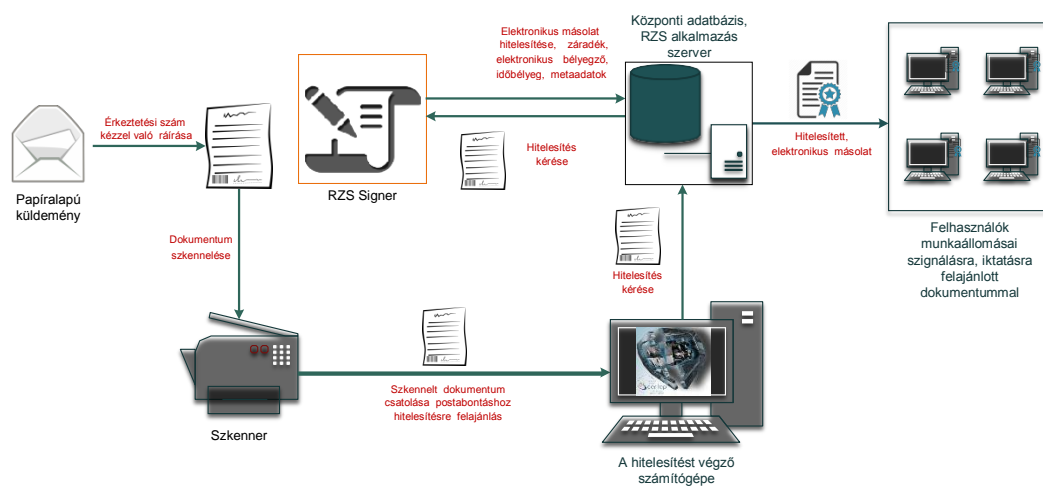 Központi adatbázis,
RZS alkalmazás
szerver
Elektronikus másolat
hitelesítése, záradék,
elektronikus bélyegző,
időbélyeg, metaadatok
Érkeztetési szám
kézzel való ráírása
Hitelesítés
kérése
Hitelesített,
elektronikus másolat
Papíralapú
küldemény
RZS Signer
Dokumentum
szkennelése
Hitelesítés
kérése
Felhasználók
munkaállomásai
szignálásra, iktatásra
felajánlott
dokumentummal
Szkennelt dokumentum
csatolása postabontáshoz
hitelesítésre felajánlás
Szkenner
A hitelesítést végző
számítógépe